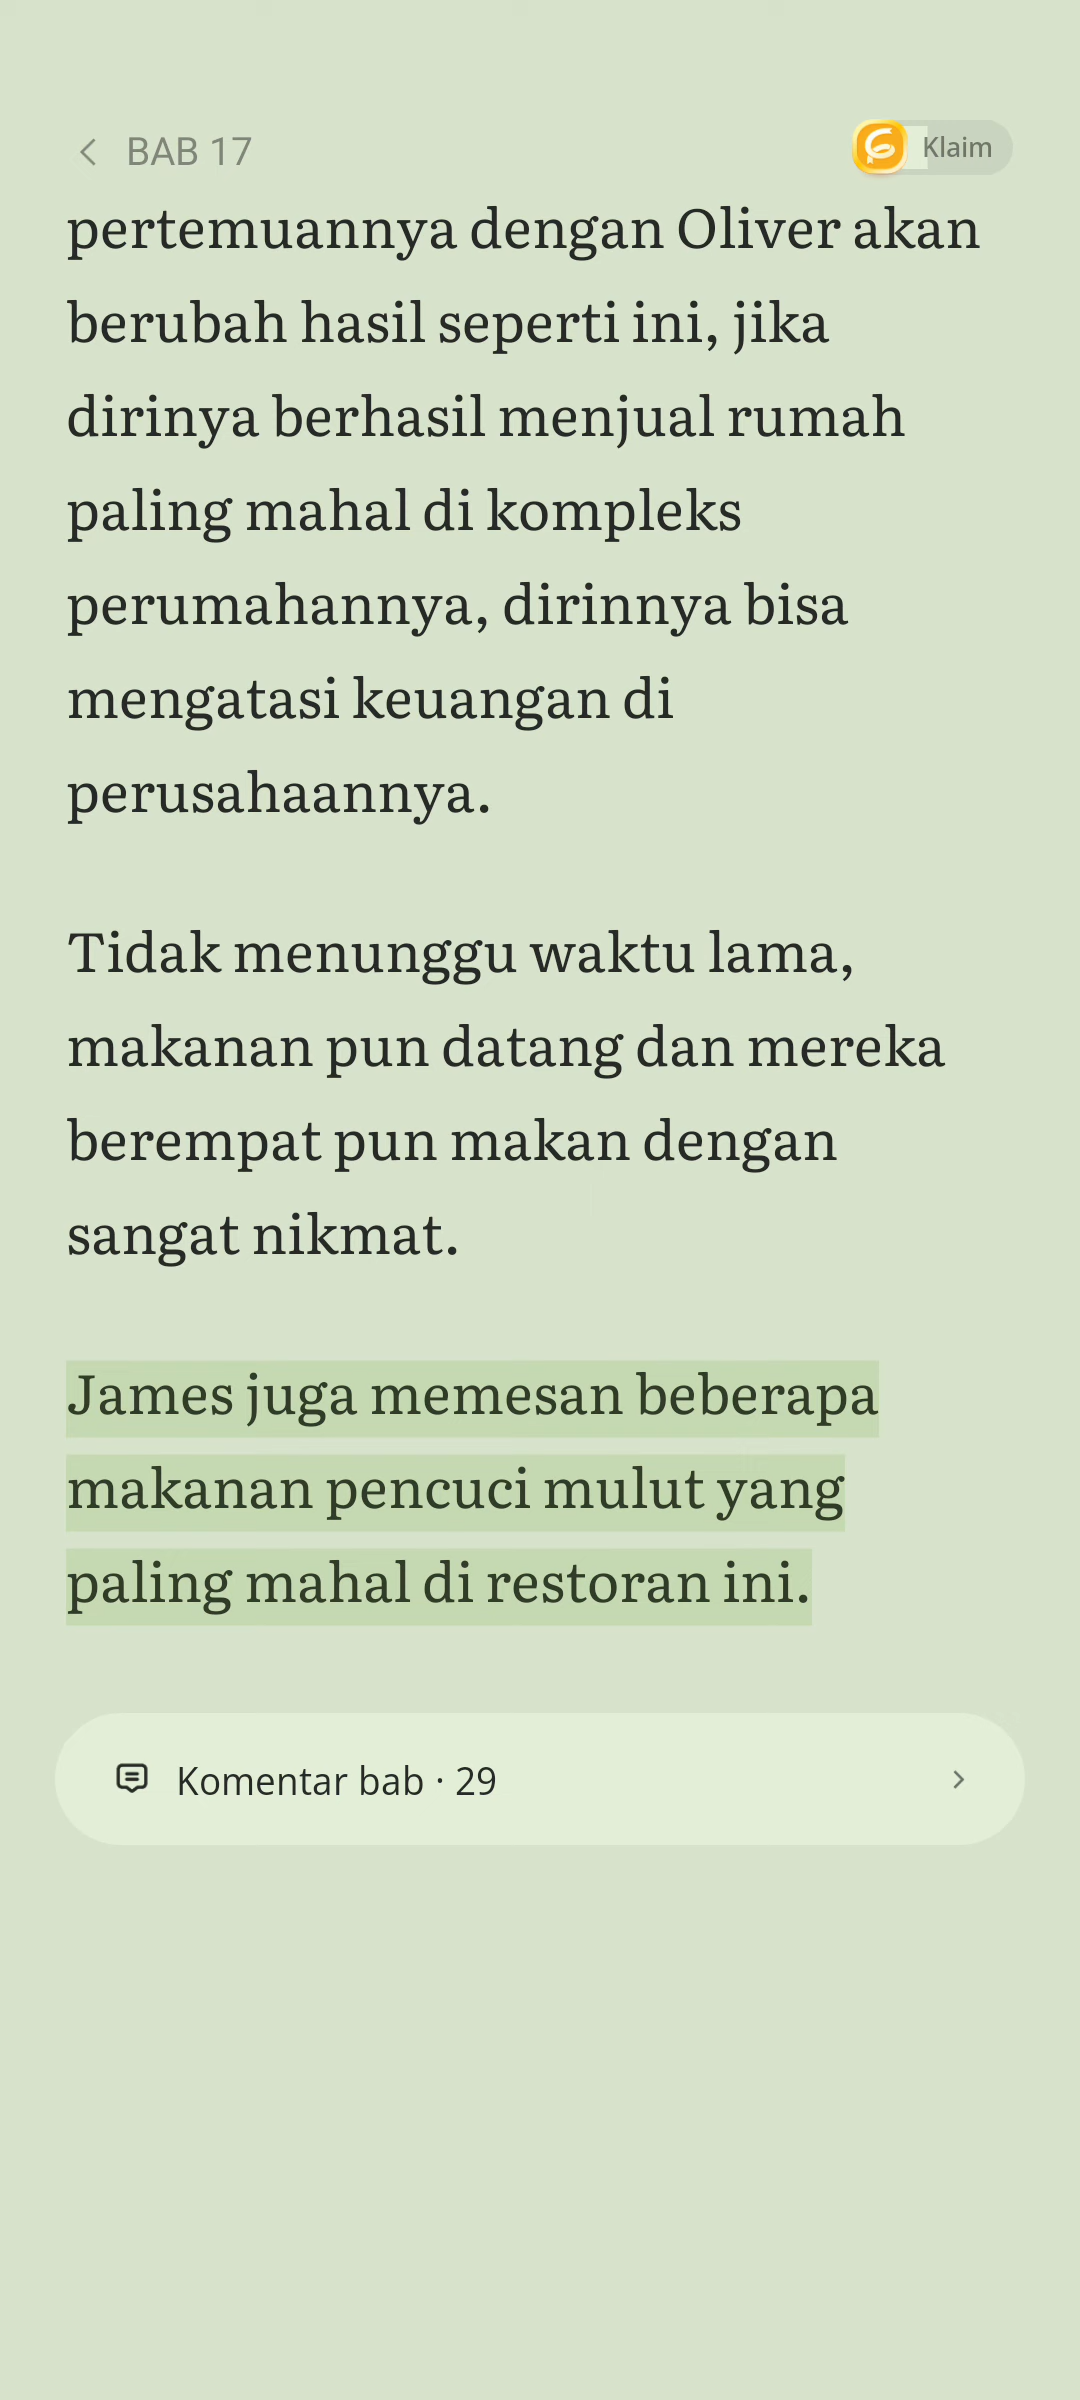 BAB 17
Klaim
pertemuannya dengan Oliver akan
berubah hasil seperti ini, jika
dirinya berhasil menjual rumah
paling mahal di kompleks
perumahannya, dirinnya bisa
mengatasi keuangan di
perusahaannya.
Tidak menunggu waktu lama,
makanan pun datang dan mereka
berempat pun makan dengan
sangat nikmat.
James juga memesan beberapa
makanan pencuci mulut yang
paling mahal di restoran ini.
Komentar bab · 29